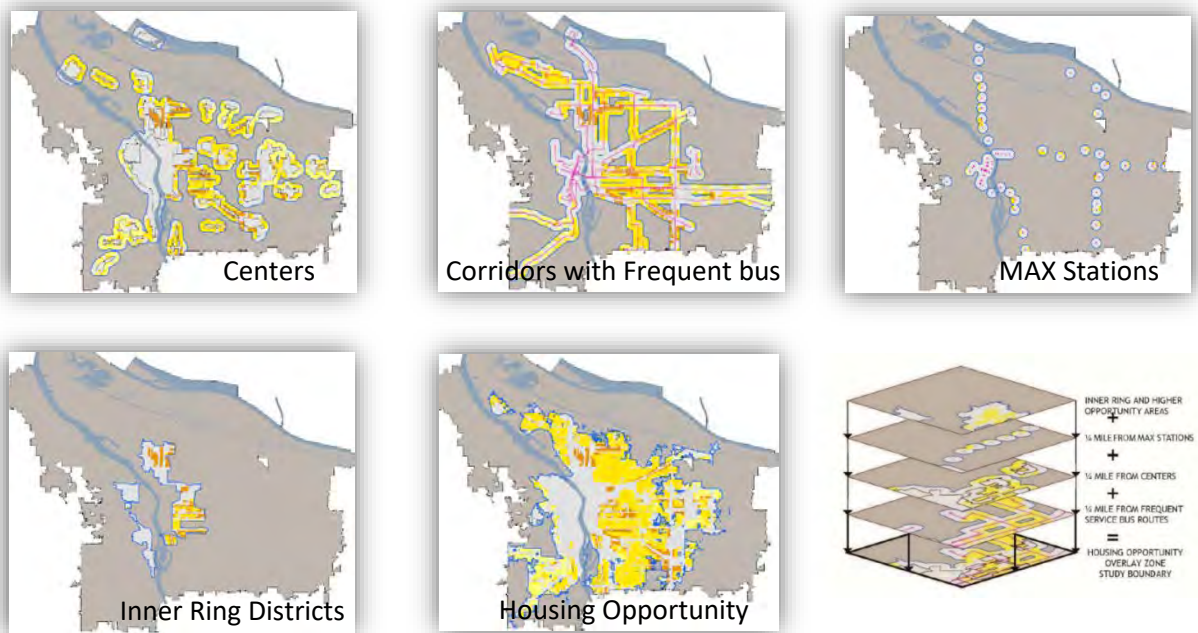 Centers
Corridors with Frequent bus
MAX Stations
Inner Ring Districts
Housing Opportunity
INNER RING AND HIGHER
OPPORTUNITY AREAS
+
¼ MILE FROM MAX STATIONS
+
¼ MILE FROM CENTERS
+
¼ MILE FROM FREQUENT
SERVICE BUS ROUTES
=
HOUSING OPPORTUNITY
OVERLAY ZONE
STUDY BOUNDARY